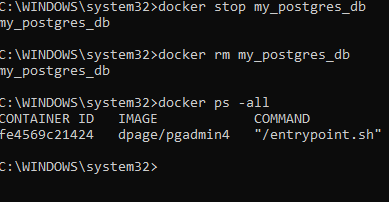 C:\WINDOWS\system32>docker stop my_postgres_db
my_postgres_db
C:\WINDOWS\system32>docker rm my_postgres_db
my_postgres_db
C:\WINDOWS\system32>docker ps -all
CONTAINER ID   IMAGE            COMMAND
fe4569c21424   dpage/pgadmin4   "/entrypoint.sh"
C:\WINDOWS\system32>